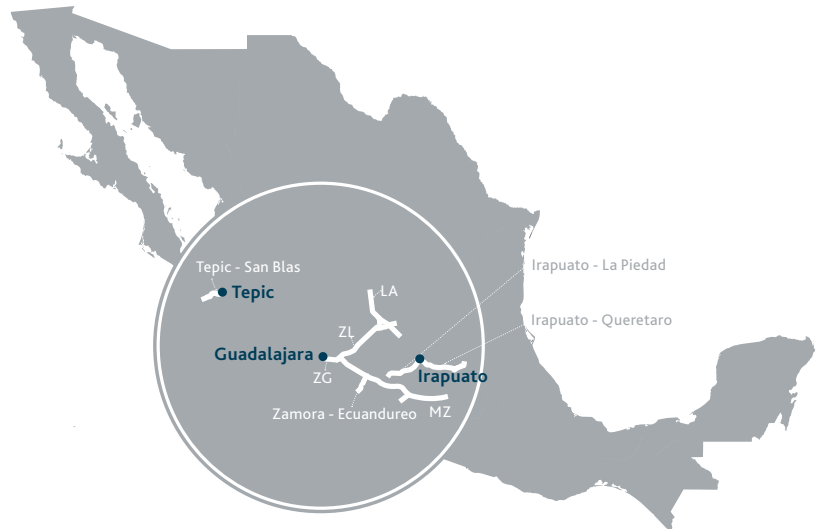 Tepic - San Blas
Tepic
LA
ZL
Guadalajara
ZG
Zamora - Ecuandureo
MZ
Irapuato
Irapuato - La Piedad
Irapuato - Queretaro